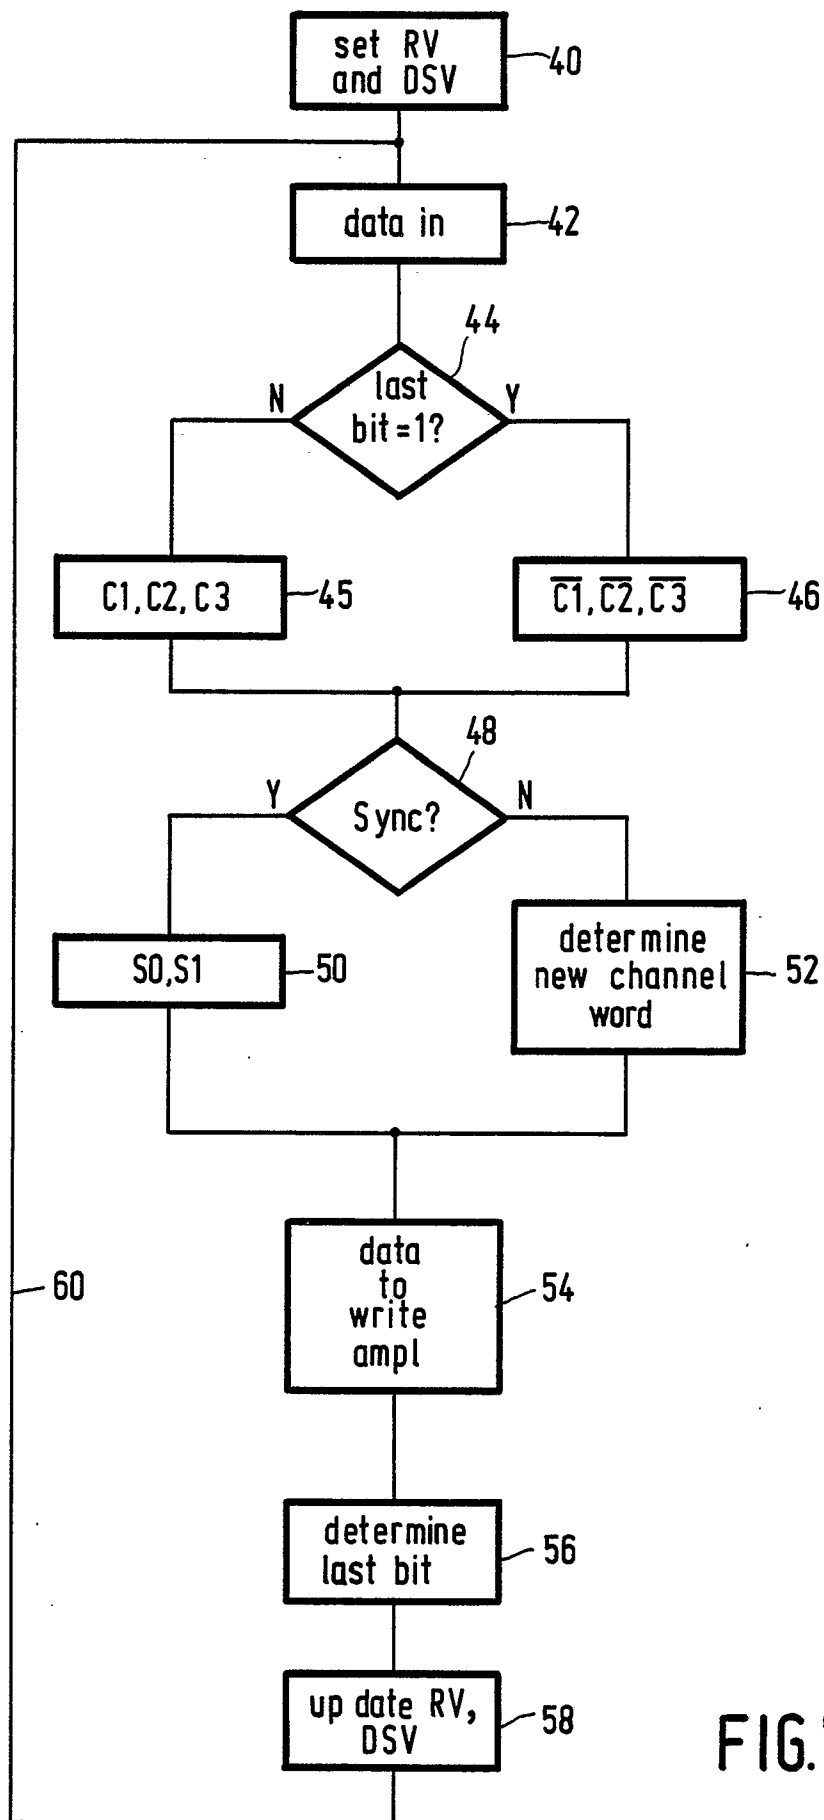 set RV
and DSV
40
data in
42
44
last
bit=1?
N
Y
C1, C2, C3
45
C̅1̅, C̅2̅, C̅3̅
46
48
Sync?
Y
N
S0,S1
50
determine
new channel
word
52
data
to
write
ampl
54
60
determine
last bit
56
up date RV,
DSV
58
FIG.